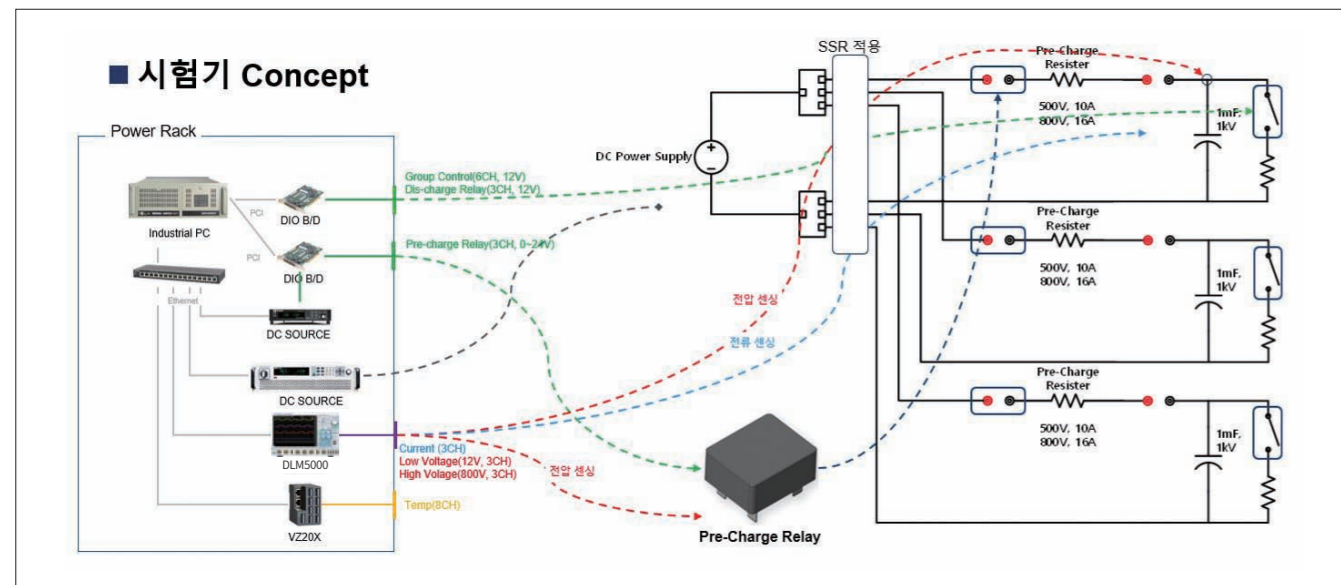 ■ 시험기 Concept
SSR 적용
Power Rack
Industrial PC
PCI
DIO B/D
PCI
DIO B/D
Ethernet
DC SOURCE
DC SOURCE
DLM5000
VZ20X
Group Control(6CH, 12V)
Dis-charge Relay(3CH, 12V)
Pre-charge Relay(3CH, 0~24V)
Current (3CH)
Low Voltage(12V, 3CH)
High Volage(800V, 3CH)
Temp(8CH)
전압 센싱
전류 센싱
전압 센싱
Pre-Charge Relay
DC Power Supply
Pre-Charge
Resister
500V, 10A
800V, 16A
1mF,
1kV
Pre-Charge
Resister
500V, 10A
800V, 16A
1mF,
1kV
Pre-Charge
Resister
500V, 10A
800V, 16A
1mF,
1kV